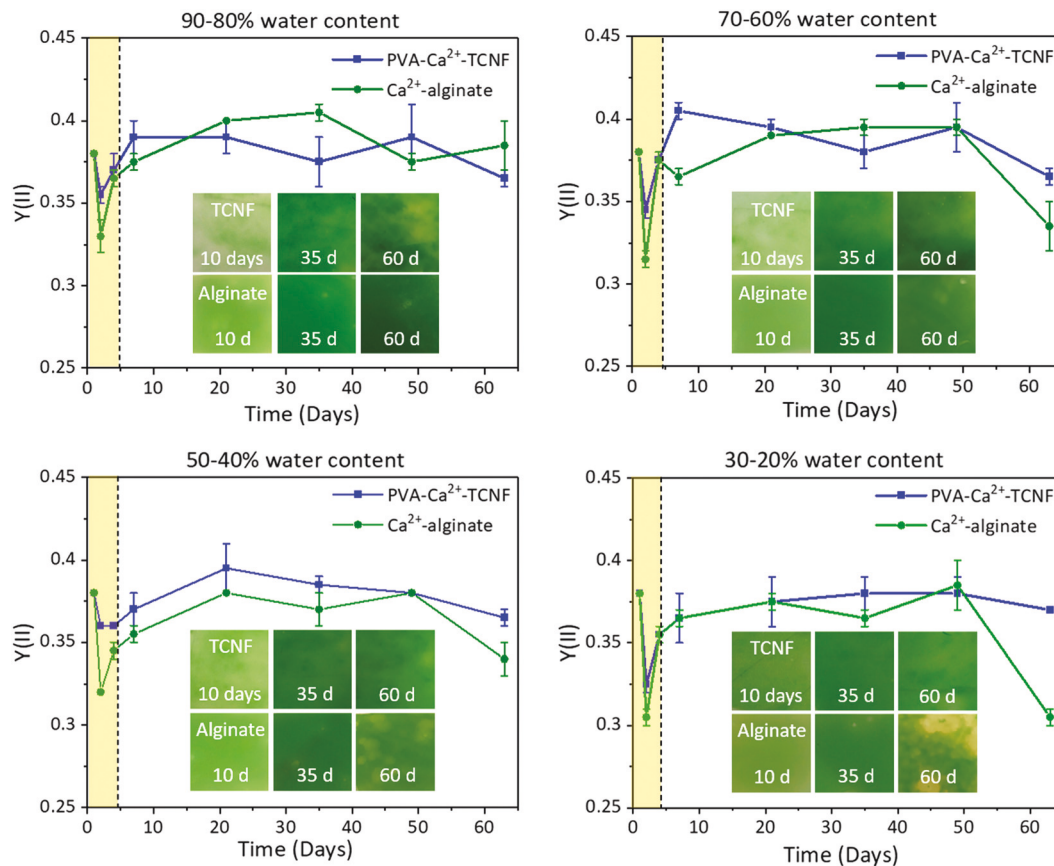 90-80% water content
0.45
0.4
0.35
0.3
0.25
Y(II)
PVA-Ca²⁺-TCNF
Ca²⁺-alginate
TCNF
10 days
35 d
60 d
Alginate
10 d
35 d
60 d
0
10
20
30
40
50
60
Time (Days)
70-60% water content
0.45
0.4
0.35
0.3
0.25
Y(II)
PVA-Ca²⁺-TCNF
Ca²⁺-alginate
TCNF
10 days
35 d
60 d
Alginate
10 d
35 d
60 d
0
10
20
30
40
50
60
Time (Days)
50-40% water content
0.45
0.4
0.35
0.3
0.25
Y(II)
PVA-Ca²⁺-TCNF
Ca²⁺-alginate
TCNF
10 days
35 d
60 d
Alginate
10 d
35 d
60 d
0
10
20
30
40
50
60
Time (Days)
30-20% water content
0.45
0.4
0.35
0.3
0.25
Y(II)
PVA-Ca²⁺-TCNF
Ca²⁺-alginate
TCNF
10 days
35 d
60 d
Alginate
10 d
35 d
60 d
0
10
20
30
40
50
60
Time (Days)